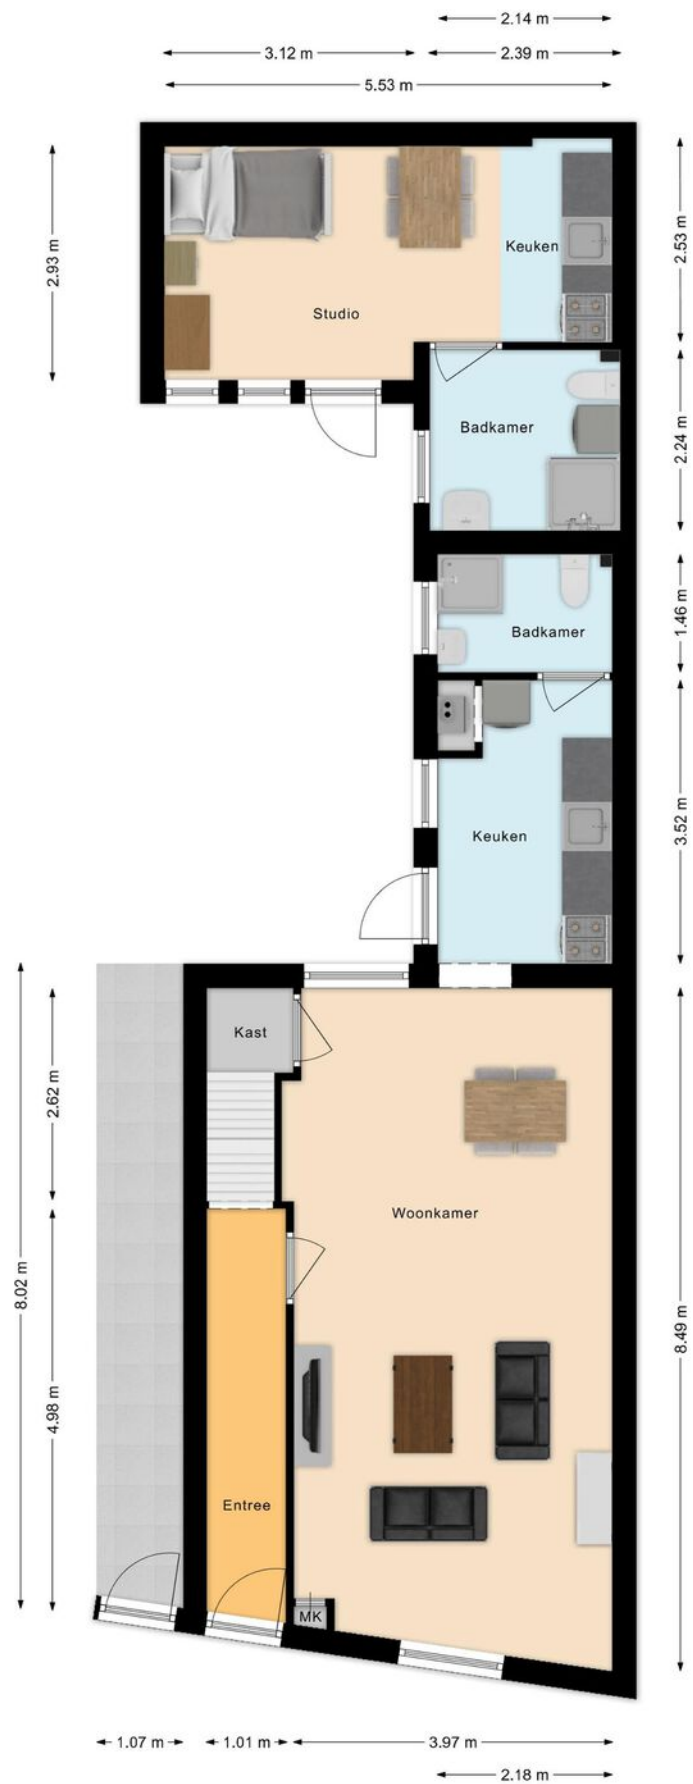 2.14 m
3.12 m
2.39 m
5.53 m
2.93 m
2.53 m
Keuken
Studio
Badkamer
2.24 m
1.46 m
Badkamer
3.52 m
Keuken
Kast
2.62 m
Woonkamer
8.02 m
8.49 m
4.98 m
Entree
MK
1.07 m
1.01 m
3.97 m
2.18 m